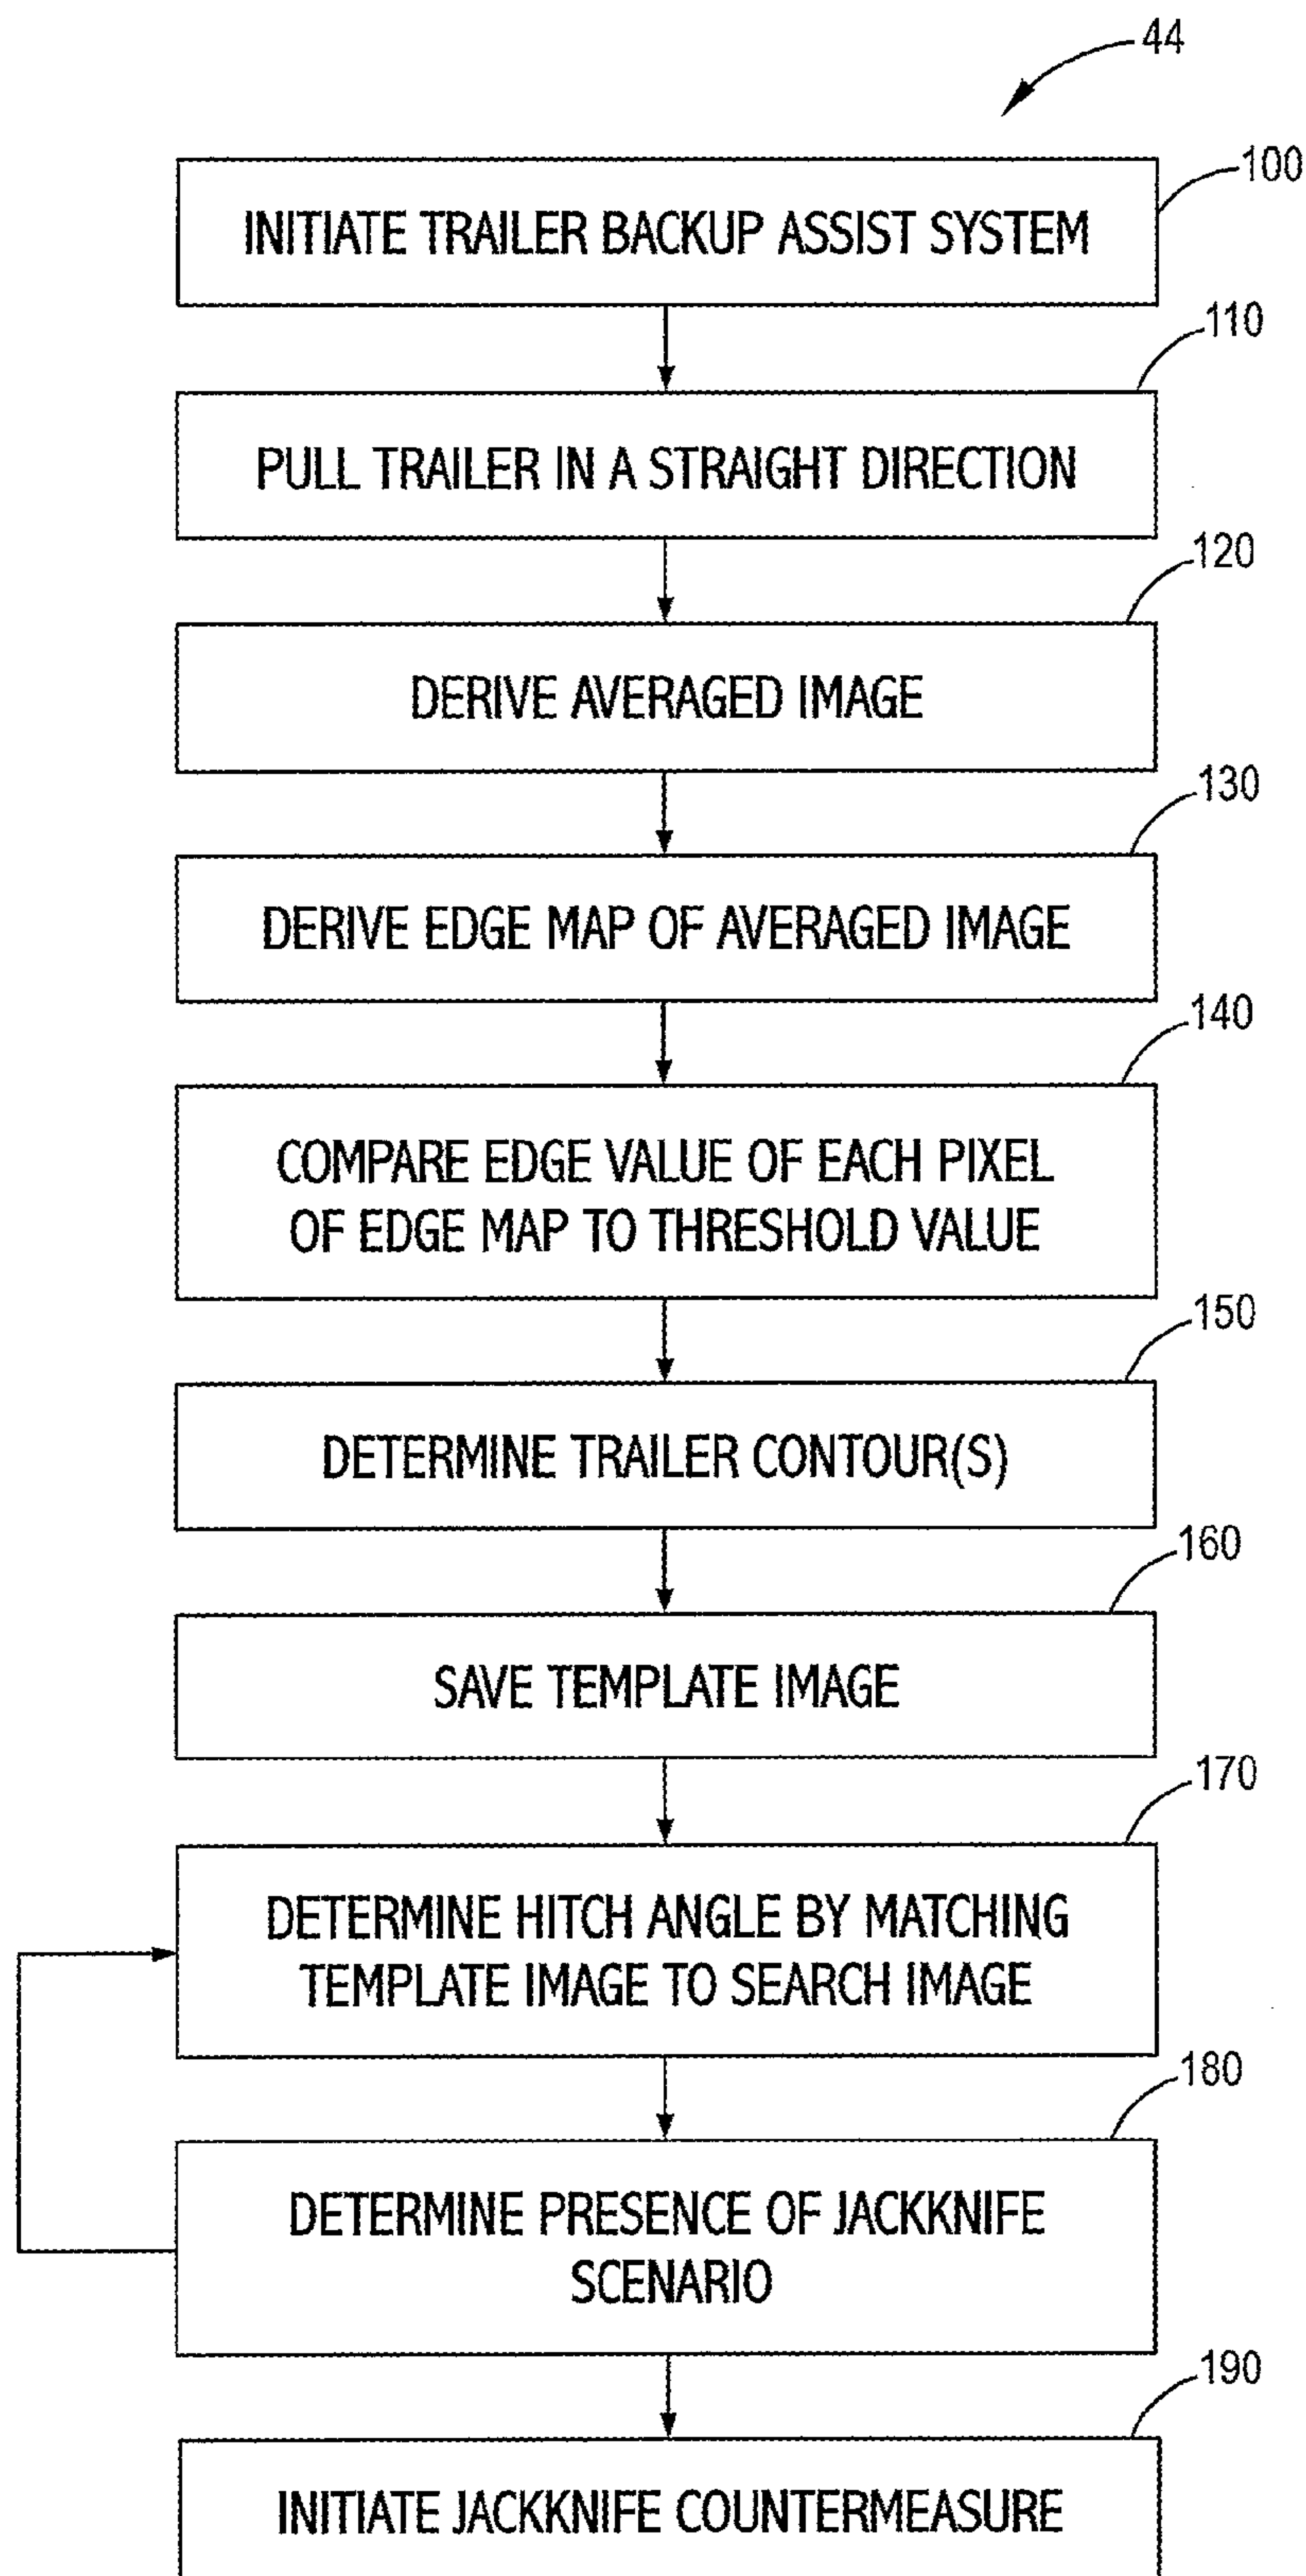 44
100
INITIATE TRAILER BACKUP ASSIST SYSTEM
110
PULL TRAILER IN A STRAIGHT DIRECTION
120
DERIVE AVERAGED IMAGE
130
DERIVE EDGE MAP OF AVERAGED IMAGE
140
COMPARE EDGE VALUE OF EACH PIXEL
OF EDGE MAP TO THRESHOLD VALUE
150
DETERMINE TRAILER CONTOUR(S)
160
SAVE TEMPLATE IMAGE
170
DETERMINE HITCH ANGLE BY MATCHING
TEMPLATE IMAGE TO SEARCH IMAGE
180
DETERMINE PRESENCE OF JACKKNIFE
SCENARIO
190
INITIATE JACKKNIFE COUNTERMEASURE